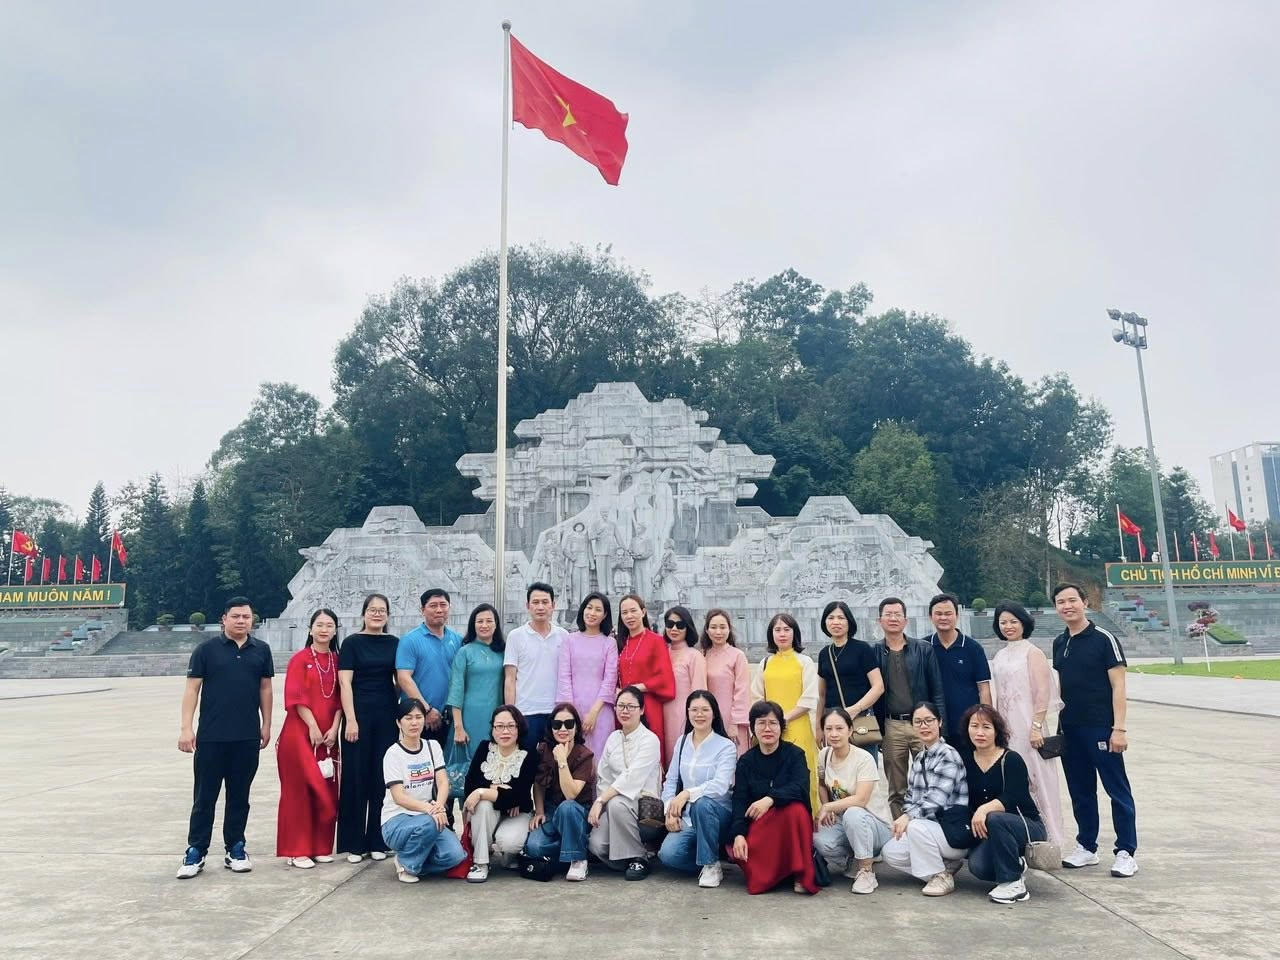 NAM MUÔN NĂM !
CHỦ TỊCH HỒ CHÍ MINH VĨ Đ